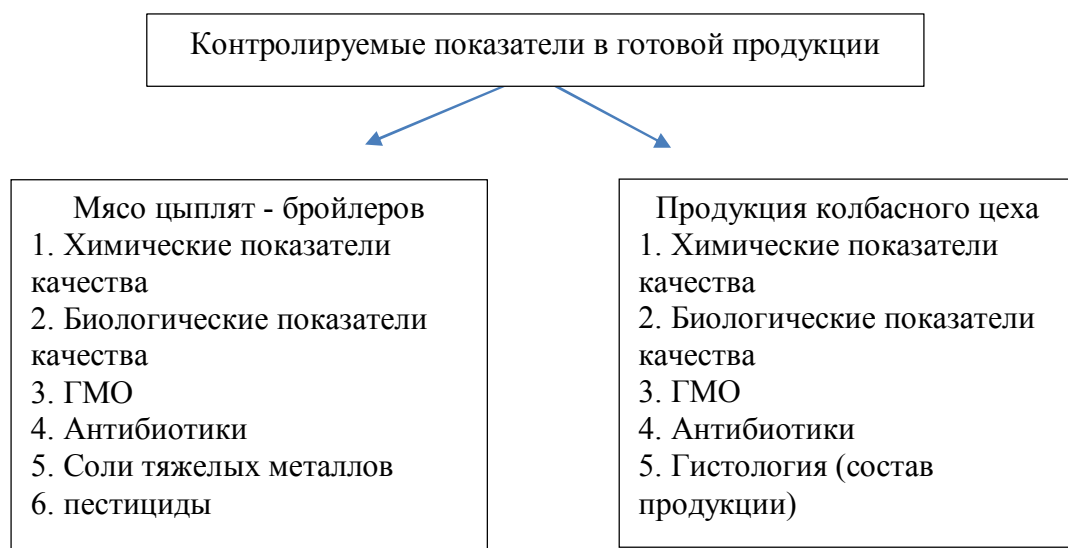 Контролируемые показатели в готовой продукции
Мясо цыплят - бройлеров
1. Химические показатели
качества
2. Биологические показатели
качества
3. ГМО
4. Антибиотики
5. Соли тяжелых металлов
6. пестициды
Продукция колбасного цеха
1. Химические показатели
качества
2. Биологические показатели
качества
3. ГМО
4. Антибиотики
5. Гистология (состав
продукции)